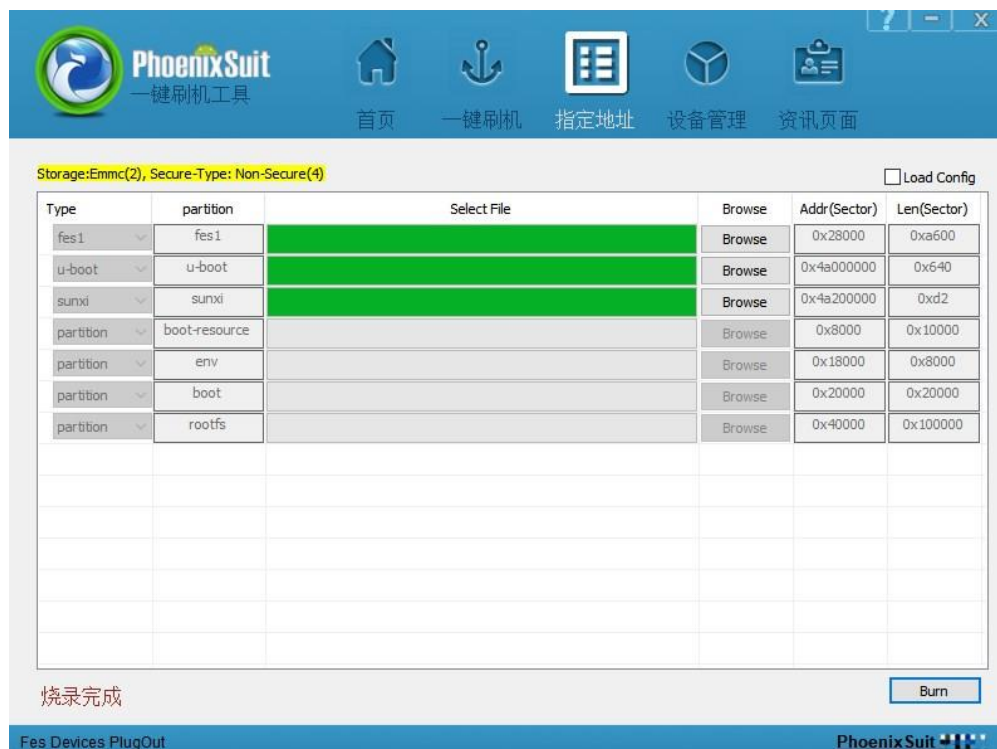 ? — X
PhoenixSuit
一键刷机工具
首页 一键刷机 指定地址 设备管理 资讯页面
Storage:Emmc(2), Secure-Type: Non-Secure(4)
Load Config
Type partition Select File Browse Addr(Sector) Len(Sector)
fes1 fes1 Browse 0x28000 0xa600
u-boot u-boot Browse 0x4a000000 0x640
sunxi sunxi Browse 0x4a200000 0xd2
partition boot-resource Browse 0x8000 0x10000
partition env Browse 0x18000 0x8000
partition boot Browse 0x20000 0x20000
partition rootfs Browse 0x40000 0x100000
烧录完成
Burn
Fes Devices PlugOut
PhoenixSuit